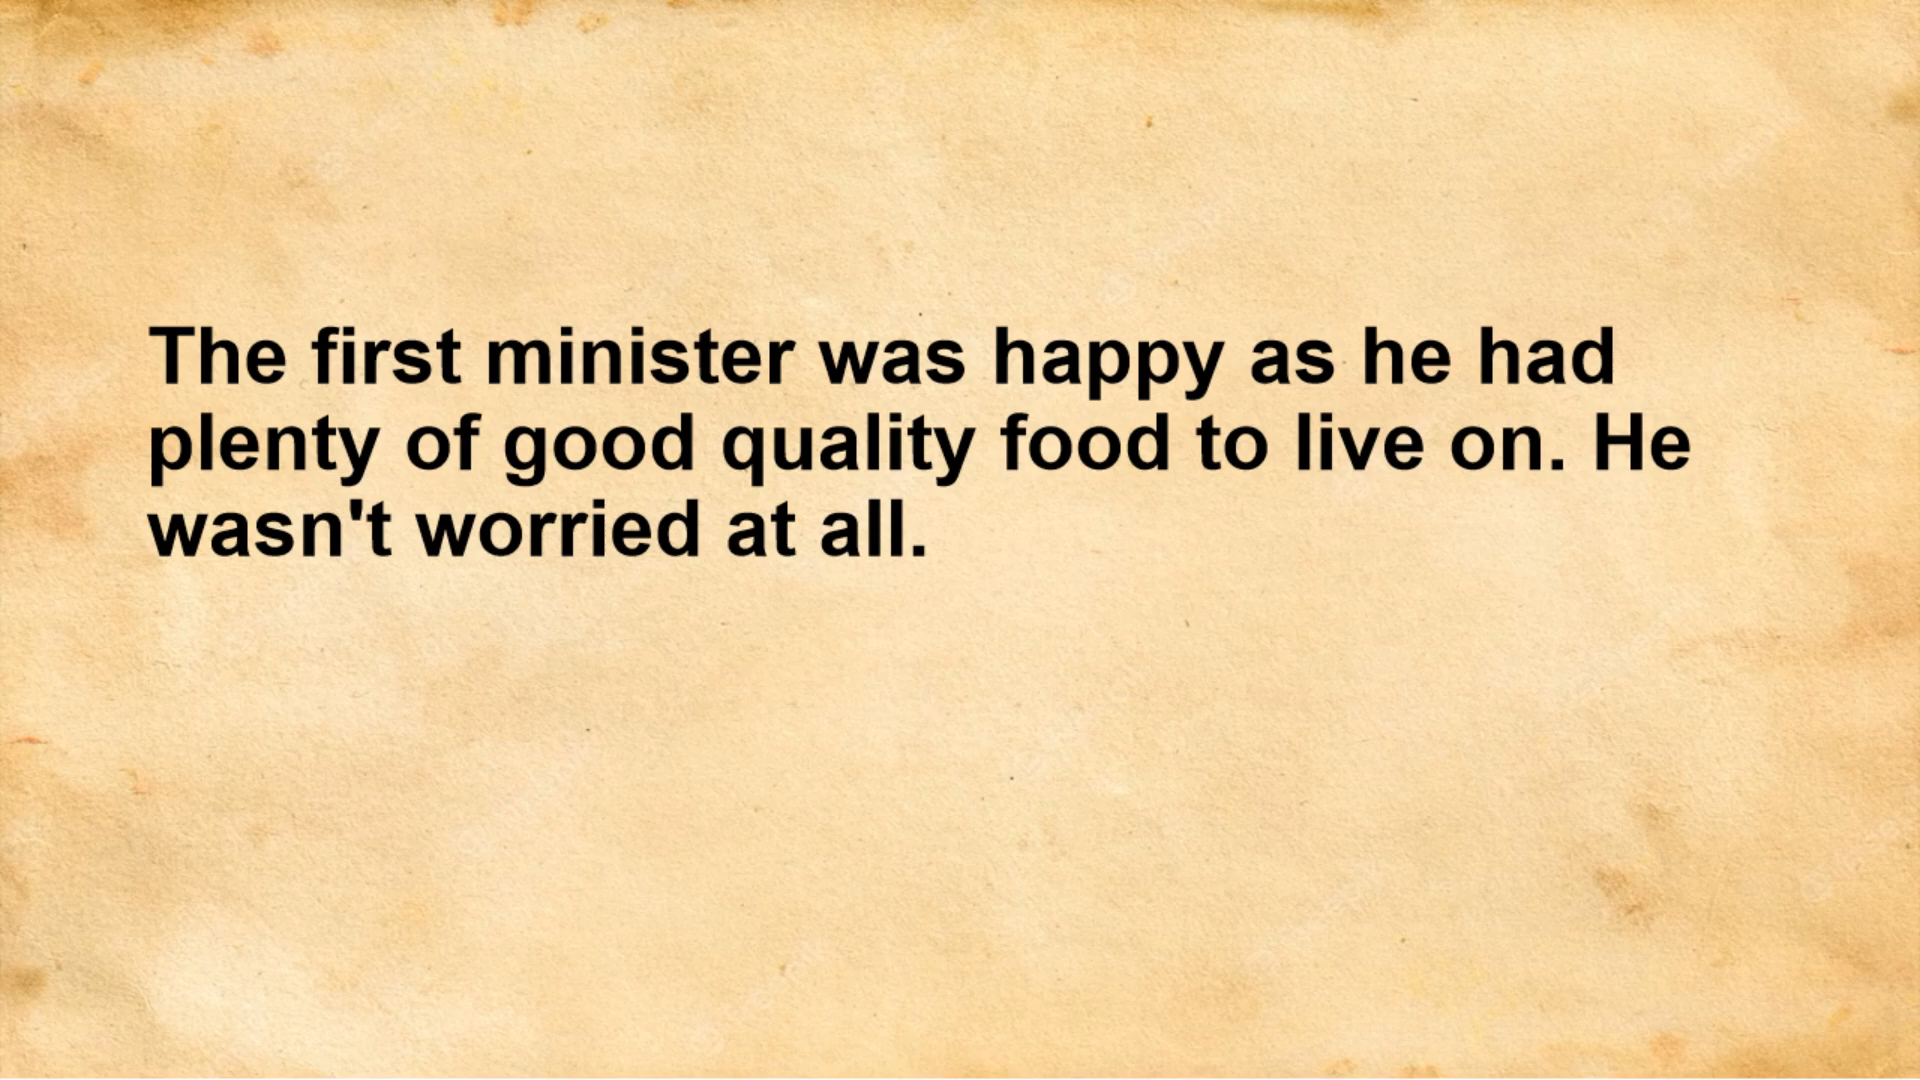 The first minister was happy as he had
plenty of good quality food to live on. He
wasn't worried at all.